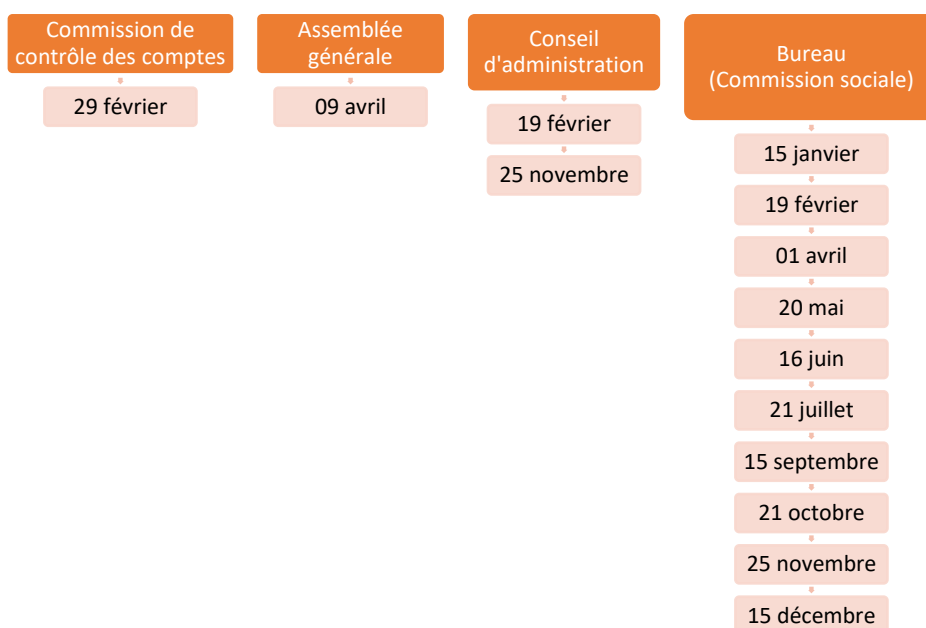 Commission de
contrôle des comptes
29 février
Assemblée
générale
09 avril
Conseil
d'administration
19 février
25 novembre
Bureau
(Commission sociale)
15 janvier
19 février
01 avril
20 mai
16 juin
21 juillet
15 septembre
21 octobre
25 novembre
15 décembre